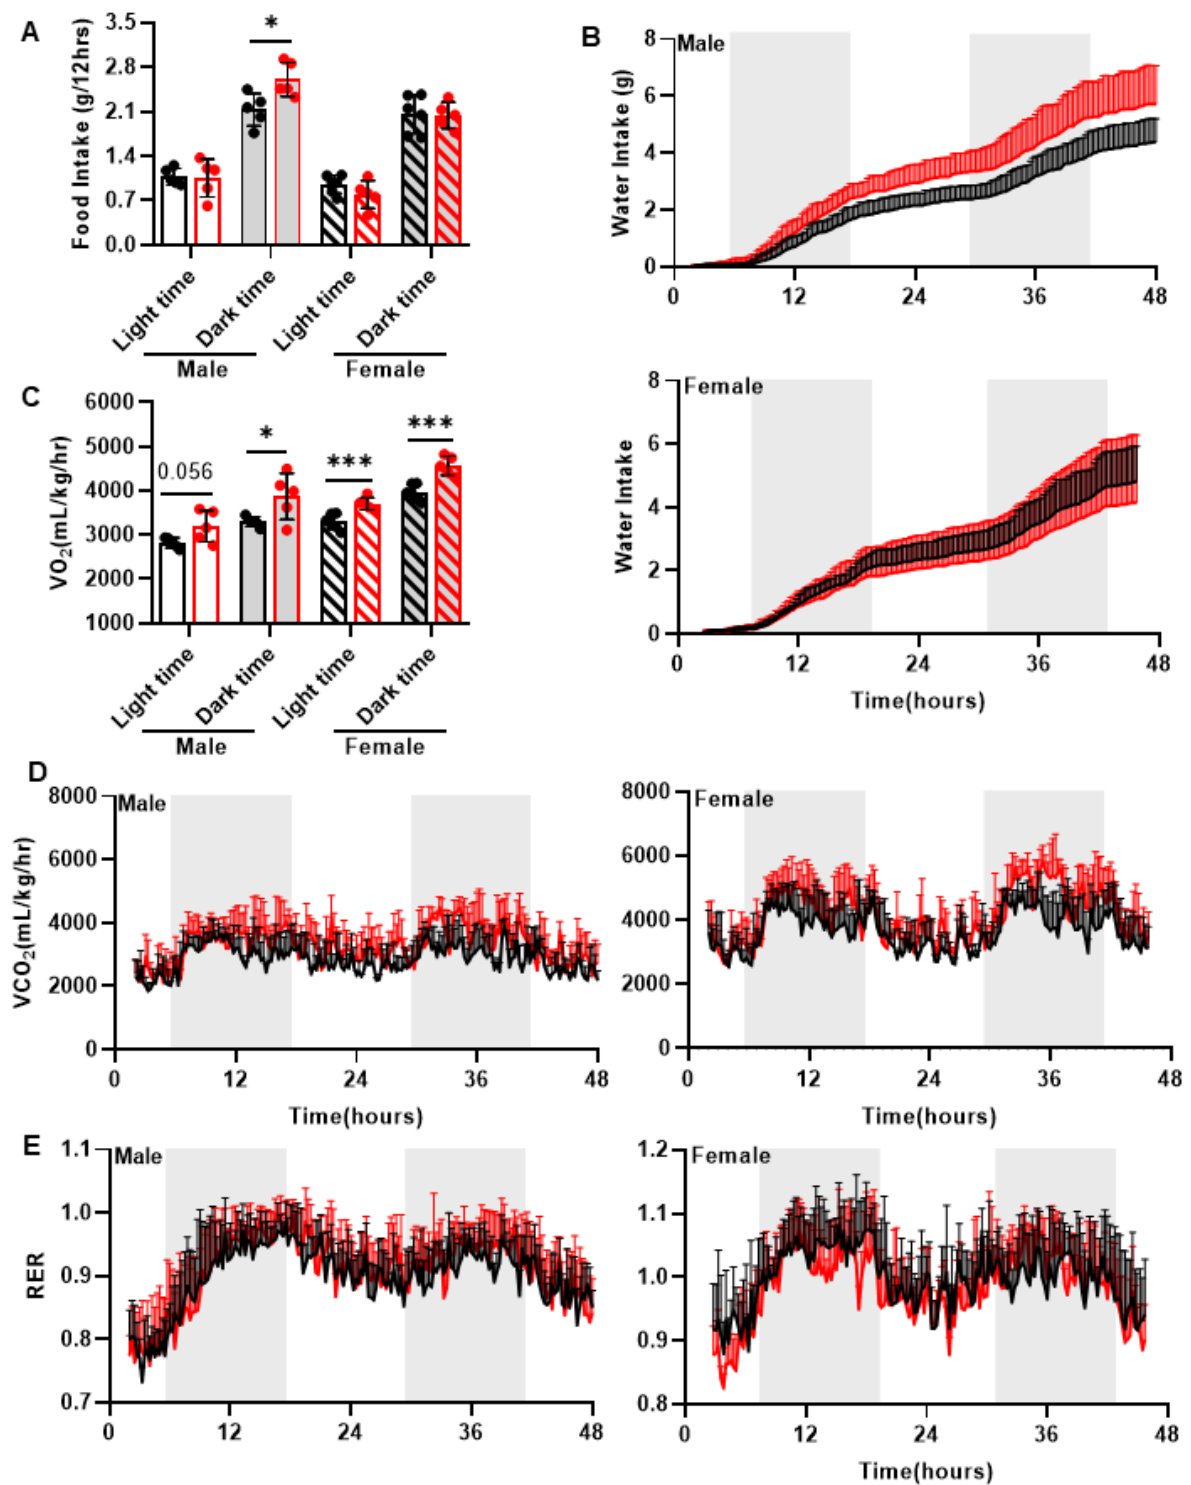 A
Food Intake (g/12hrs)
3.5
2.8
2.1
1.4
0.7
0.0
*
Light time
Dark time
Light time
Dark time
Male
Female
B
Male
Water Intake (g)
8
6
4
2
0
0
12
24
36
48
Female
Water Intake
8
6
4
2
0
0
12
24
36
48
Time(hours)
C
VO₂(mL/kg/hr)
6000
5000
4000
3000
2000
1000
0.056
*
***
***
Light time
Dark time
Light time
Dark time
Male
Female
D
Male
VCO₂(mL/kg/hr)
8000
6000
4000
2000
0
0
12
24
36
48
Time(hours)
Female
8000
6000
4000
2000
0
0
12
24
36
48
Time(hours)
E
Male
RER
1.1
1.0
0.9
0.8
0.7
0
12
24
36
48
Female
1.2
1.1
1.0
0.9
0.8
0
12
24
36
48
Time(hours)